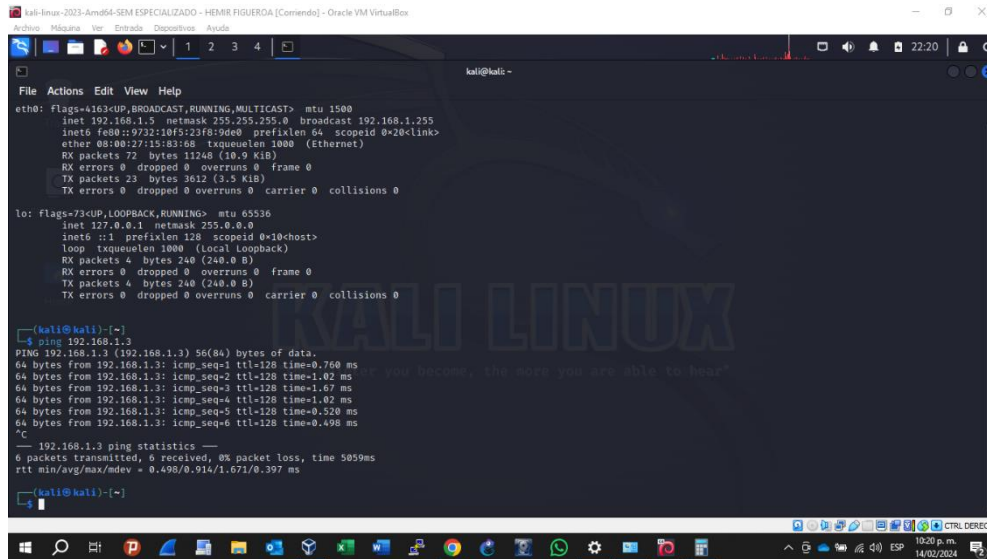 kali-linux-2023-Amd64-SEM ESPECIALIZADO - HEMIR FIGUEROA [Corriendo] - Oracle VM VirtualBox
Archivo Máquina Ver Entrada Dispositivos Ayuda
1 2 3 4
22:20
kali@kali: ~
File Actions Edit View Help
eth0: flags=4163<UP,BROADCAST,RUNNING,MULTICAST> mtu 1500
inet 192.168.1.5 netmask 255.255.255.0 broadcast 192.168.1.255
inet6 fe80::9732:10f5:23f8:9de0 prefixlen 64 scopeid 0×20<link>
ether 08:00:27:15:83:68 txqueuelen 1000 (Ethernet)
RX packets 72 bytes 11248 (10.9 KiB)
RX errors 0 dropped 0 overruns 0 frame 0
TX packets 23 bytes 3612 (3.5 KiB)
TX errors 0 dropped 0 overruns 0 carrier 0 collisions 0
lo: flags=73<UP,LOOPBACK,RUNNING> mtu 65536
inet 127.0.0.1 netmask 255.0.0.0
inet6 ::1 prefixlen 128 scopeid 0×10<host>
loop txqueuelen 1000 (Local Loopback)
RX packets 4 bytes 240 (240.0 B)
RX errors 0 dropped 0 overruns 0 frame 0
TX packets 4 bytes 240 (240.0 B)
TX errors 0 dropped 0 overruns 0 carrier 0 collisions 0
KALI LINUX
(kali㉿kali)-[~]
$ ping 192.168.1.3
PING 192.168.1.3 (192.168.1.3) 56(84) bytes of data.
64 bytes from 192.168.1.3: icmp_seq=1 ttl=128 time=0.760 ms
64 bytes from 192.168.1.3: icmp_seq=2 ttl=128 time=1.02 ms
you become, the more you are able to hear"
64 bytes from 192.168.1.3: icmp_seq=3 ttl=128 time=1.67 ms
64 bytes from 192.168.1.3: icmp_seq=4 ttl=128 time=1.02 ms
64 bytes from 192.168.1.3: icmp_seq=5 ttl=128 time=0.520 ms
64 bytes from 192.168.1.3: icmp_seq=6 ttl=128 time=0.498 ms
^C
— 192.168.1.3 ping statistics —
6 packets transmitted, 6 received, 0% packet loss, time 5059ms
rtt min/avg/max/mdev = 0.498/0.914/1.671/0.397 ms
(kali㉿kali)-[~]
$
CTRL DEREC
ESP
10:20 p. m.
14/02/2024